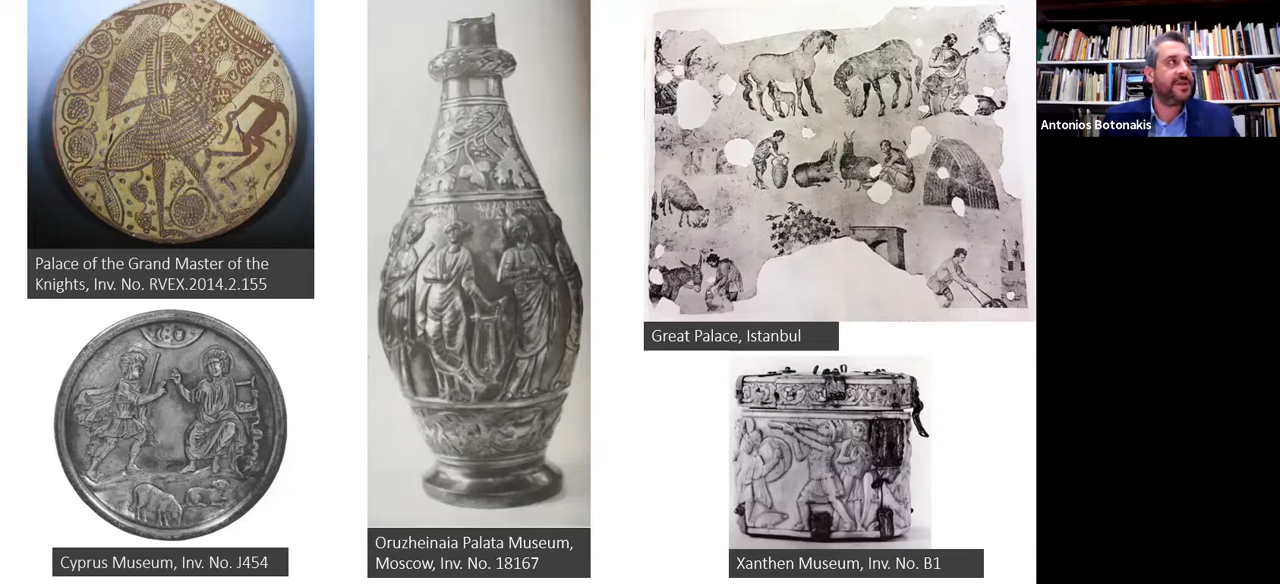 Palace of the Grand Master of the
Knights, Inv. No. RVEX.2014.2.155
Cyprus Museum, Inv. No. J454
Oruzheinaia Palata Museum,
Moscow, Inv. No. 18167
Great Palace, Istanbul
Xanthen Museum, Inv. No. B1
Antonios Botonakis